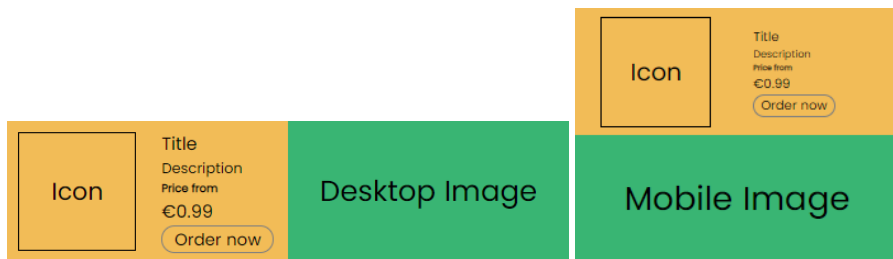 Icon
Title
Description
Price from
€0.99
Order now
Desktop Image
Icon
Title
Description
Price from
€0.99
Order now
Mobile Image